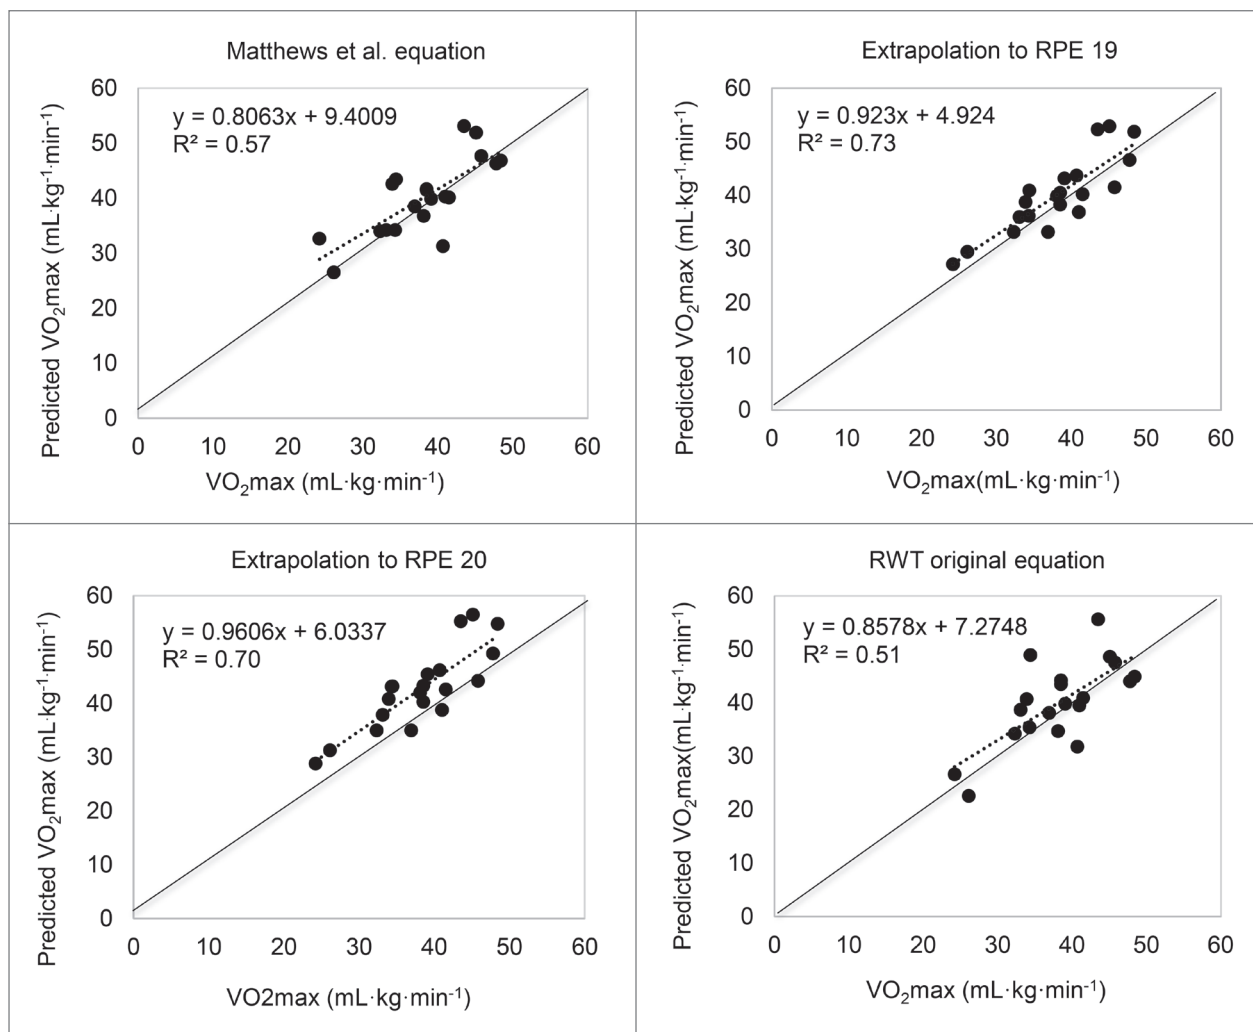 Matthews et al. equation
y = 0.8063x + 9.4009
R² = 0.57
Predicted VO₂max (mL·kg⁻¹·min⁻¹)
60
50
40
30
20
10
0
0 10 20 30 40 50 60
VO₂max (mL·kg·min⁻¹)
Extrapolation to RPE 19
y = 0.923x + 4.924
R² = 0.73
Predicted VO₂max (mL·kg⁻¹·min⁻¹)
60
50
40
30
20
10
0
0 10 20 30 40 50 60
VO₂max(mL·kg·min⁻¹)
Extrapolation to RPE 20
y = 0.9606x + 6.0337
R² = 0.70
Predicted VO₂max (mL·kg⁻¹·min⁻¹)
60
50
40
30
20
10
0
0 10 20 30 40 50 60
VO2max (mL·kg·min⁻¹)
RWT original equation
y = 0.8578x + 7.2748
R² = 0.51
Predicted VO₂max(mL·kg⁻¹·min⁻¹)
60
50
40
30
20
10
0
0 10 20 30 40 50 60
VO₂max (mL·kg·min⁻¹)